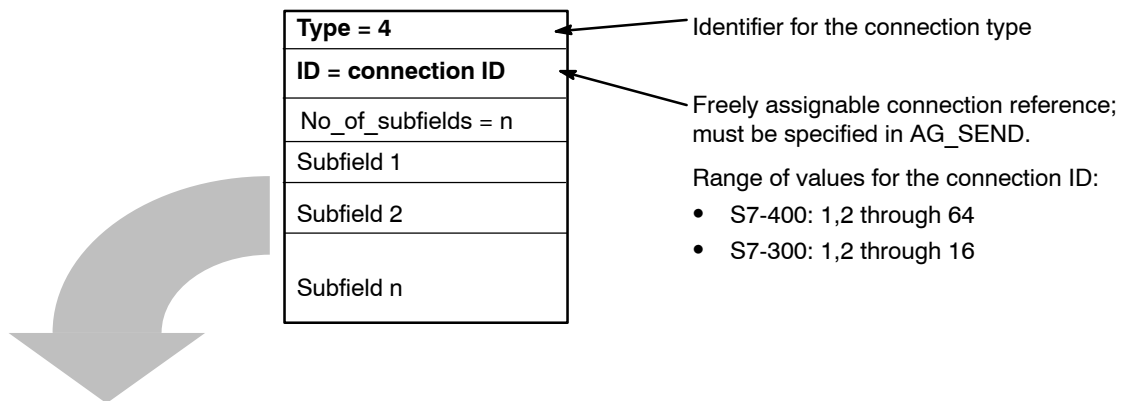 Type = 4
ID = connection ID
No_of_subfields = n
Subfield 1
Subfield 2
Subfield n
Identifier for the connection type
Freely assignable connection reference;
must be specified in AG_SEND.
Range of values for the connection ID:
• S7-400: 1,2 through 64
• S7-300: 1,2 through 16